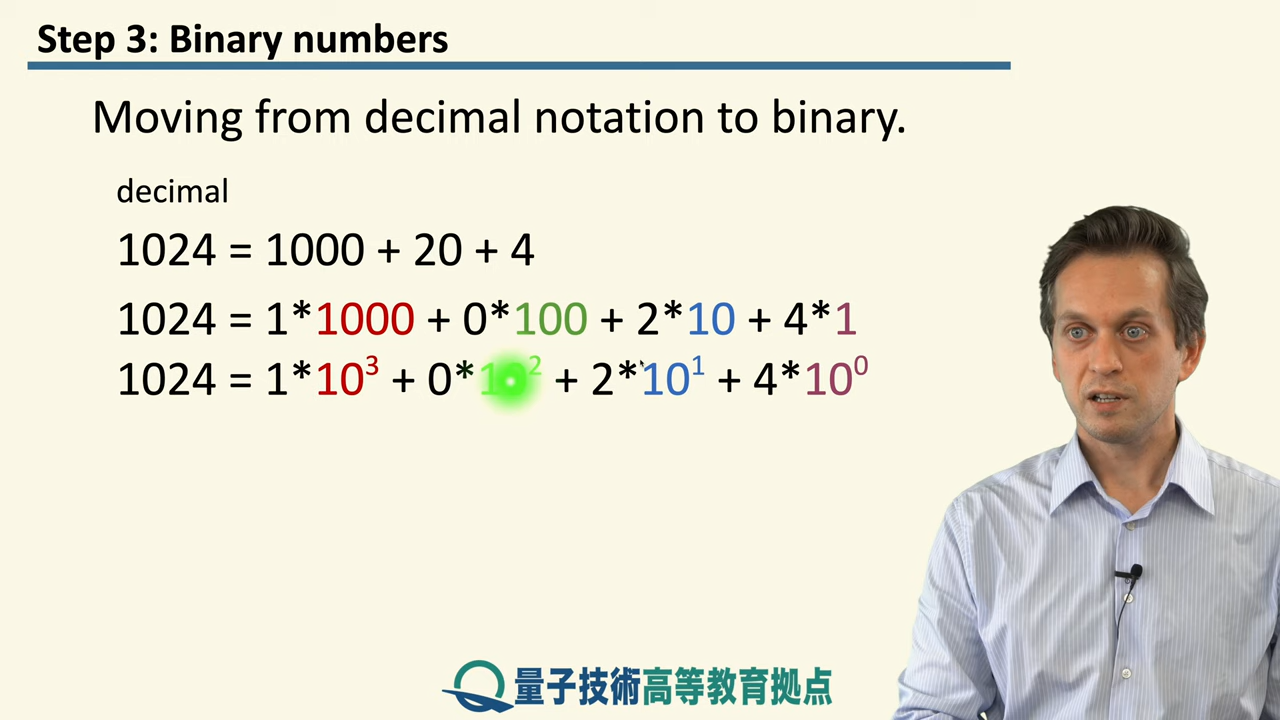 Step 3: Binary numbers
Moving from decimal notation to binary.
decimal
1024 = 1000 + 20 + 4
1024 = 1*1000 + 0*100 + 2*10 + 4*1
1024 = 1*10³ + 0*10² + 2*10¹ + 4*10⁰
量子技術高等教育拠点